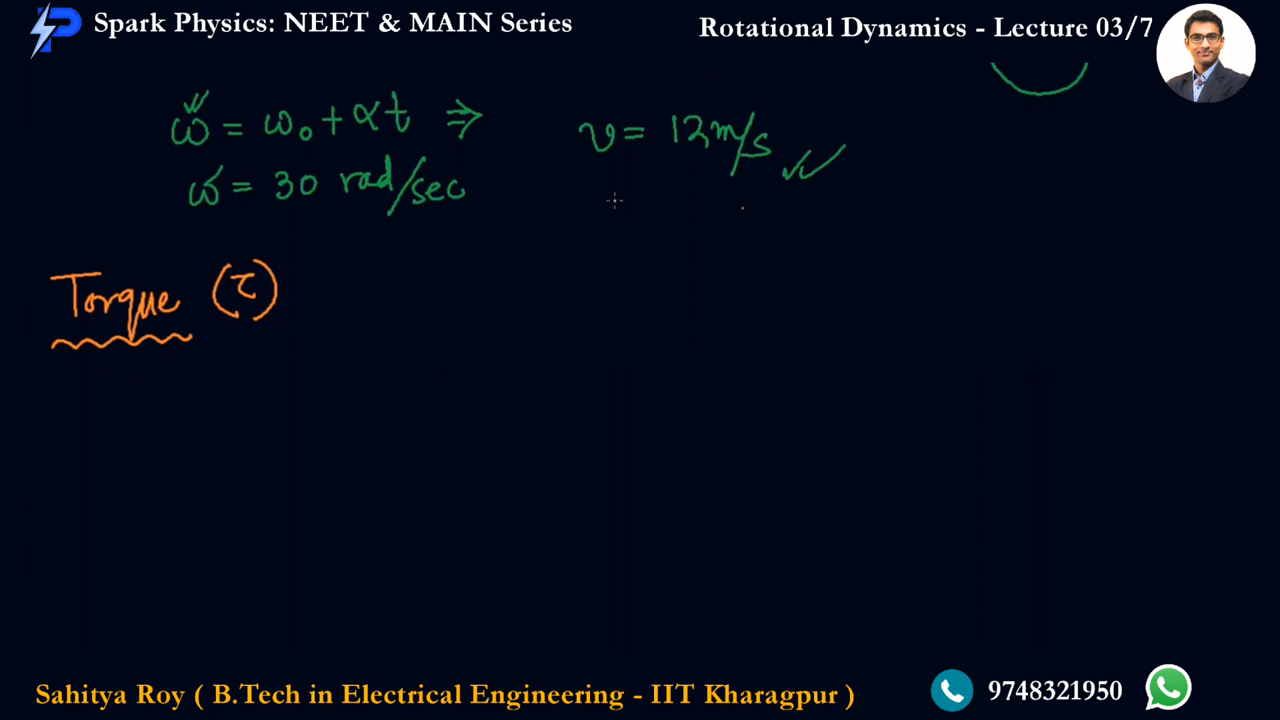 Spark Physics: NEET & MAIN Series
Rotational Dynamics - Lecture 03/7
ω = ω₀ + αt ⇒ v = 12 m/s
ω = 30 rad/sec
Torque (τ)
Sahitya Roy ( B.Tech in Electrical Engineering - IIT Kharagpur )
9748321950